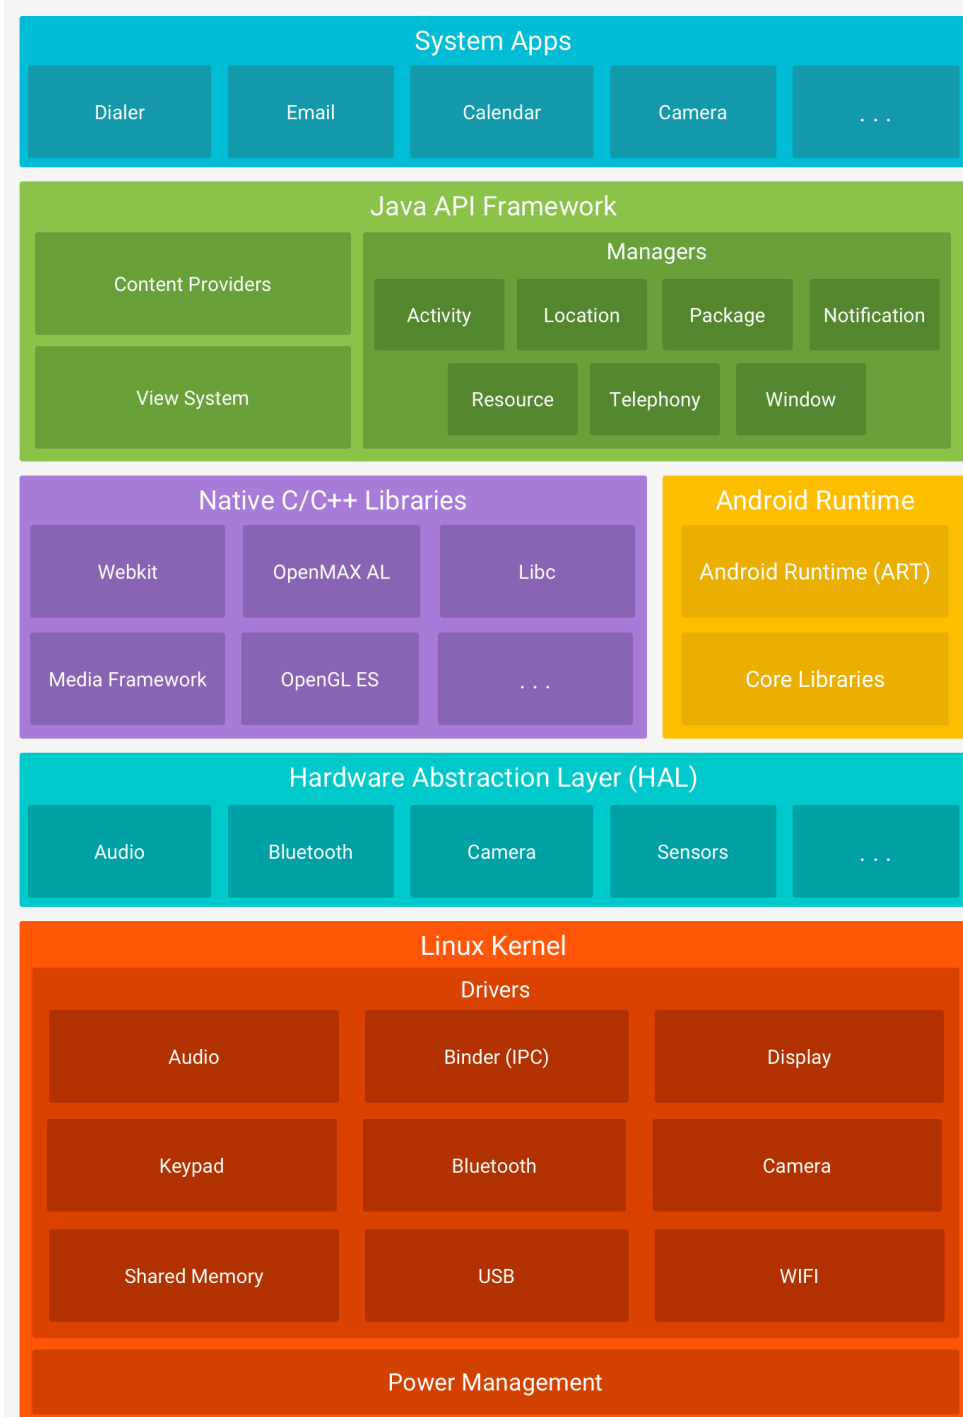 System Apps
Dialer Email Calendar Camera . . .
Java API Framework
Content Providers
View System
Managers
Activity Location Package Notification
Resource Telephony Window
Native C/C++ Libraries
Webkit OpenMAX AL Libc
Media Framework OpenGL ES . . .
Android Runtime
Android Runtime (ART)
Core Libraries
Hardware Abstraction Layer (HAL)
Audio Bluetooth Camera Sensors . . .
Linux Kernel
Drivers
Audio Binder (IPC) Display
Keypad Bluetooth Camera
Shared Memory USB WIFI
Power Management